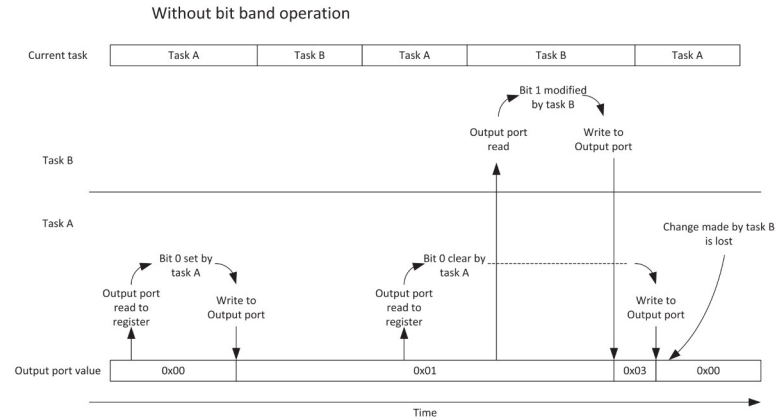 Without bit band operation
Current task
Task A
Task B
Task A
Task B
Task A
Bit 1 modified
by task B
Output port
read
Write to
Output port
Task B
Task A
Change made by task B
is lost
Bit 0 set by
task A
Bit 0 clear by
task A
Output port
read to
register
Write to
Output port
Output port
read to
register
Write to
Output port
Output port value
0x00
0x01
0x03
0x00
Time